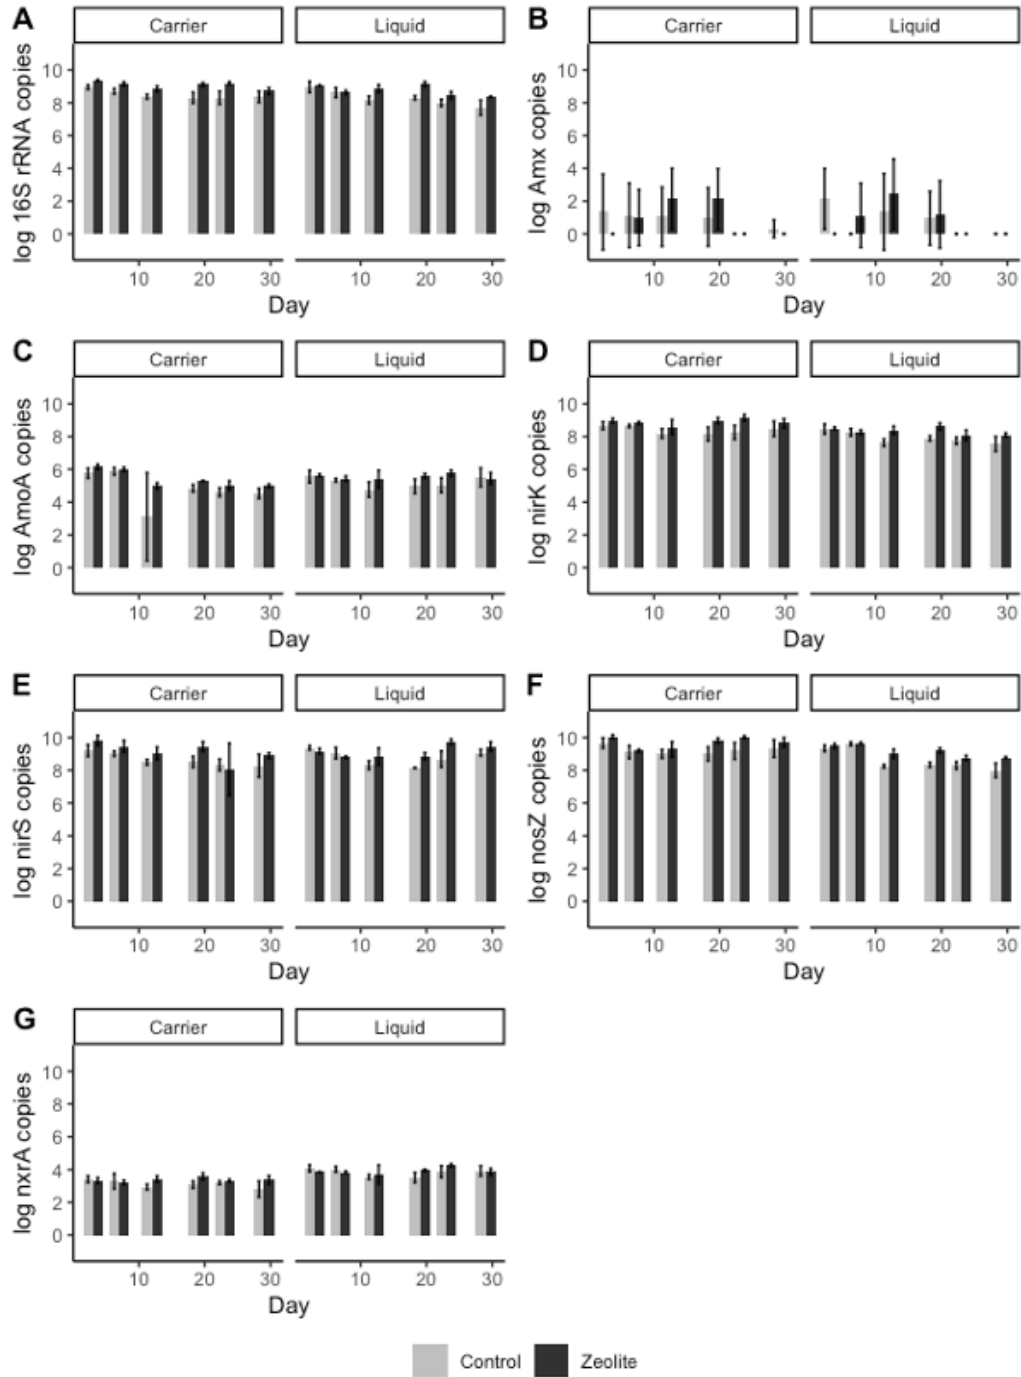 A
B
Carrier Liquid
Carrier Liquid
log 16S rRNA copies
10
8
6
4
2
0
10 20 30 10 20 30
Day
log Amx copies
10
8
6
4
2
0
10 20 30 10 20 30
Day
C
D
Carrier Liquid
Carrier Liquid
log AmoA copies
10
8
6
4
2
0
10 20 30 10 20 30
Day
log nirK copies
10
8
6
4
2
0
10 20 30 10 20 30
Day
E
F
Carrier Liquid
Carrier Liquid
log nirS copies
10
8
6
4
2
0
10 20 30 10 20 30
Day
log nosZ copies
10
8
6
4
2
0
10 20 30 10 20 30
Day
G
Carrier Liquid
log nxrA copies
10
8
6
4
2
0
10 20 30 10 20 30
Day
Control Zeolite